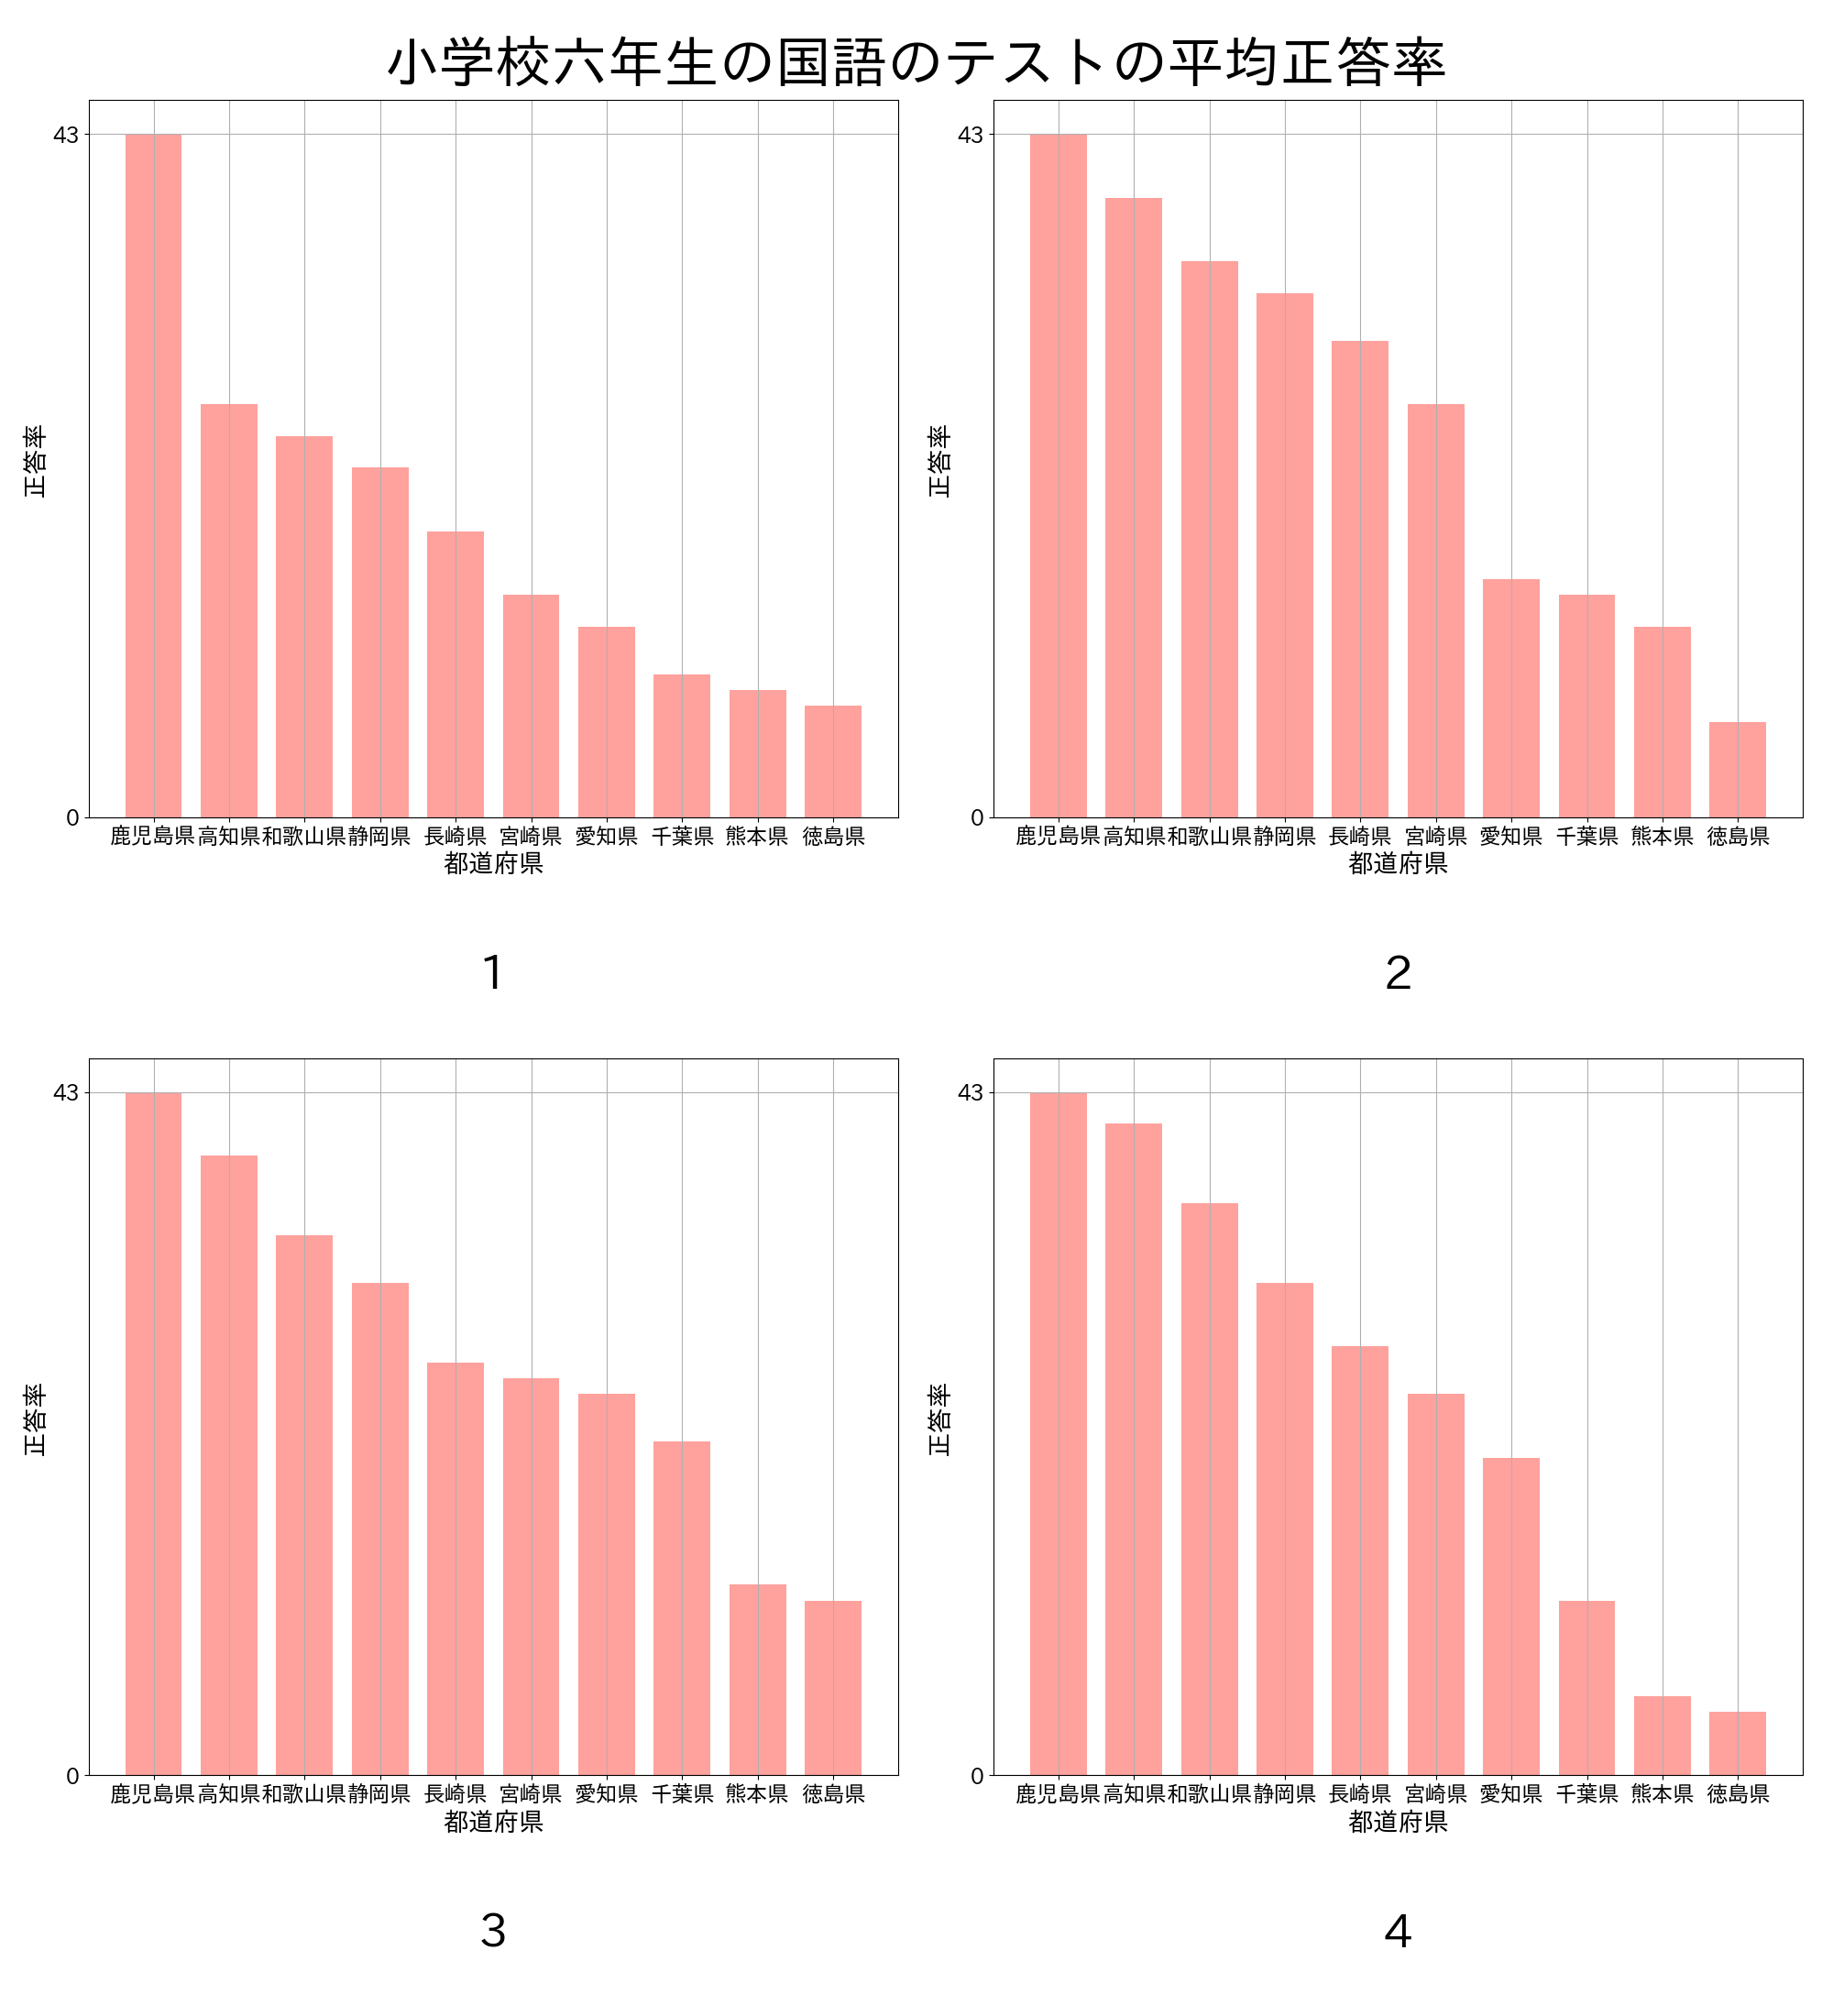 小学校六年生の国語のテストの平均正答率
43
0
正答率
鹿児島県 高知県 和歌山県 静岡県 長崎県 宮崎県 愛知県 千葉県 熊本県 徳島県
都道府県
1
43
0
正答率
鹿児島県 高知県 和歌山県 静岡県 長崎県 宮崎県 愛知県 千葉県 熊本県 徳島県
都道府県
2
43
0
正答率
鹿児島県 高知県 和歌山県 静岡県 長崎県 宮崎県 愛知県 千葉県 熊本県 徳島県
都道府県
3
43
0
正答率
鹿児島県 高知県 和歌山県 静岡県 長崎県 宮崎県 愛知県 千葉県 熊本県 徳島県
都道府県
4